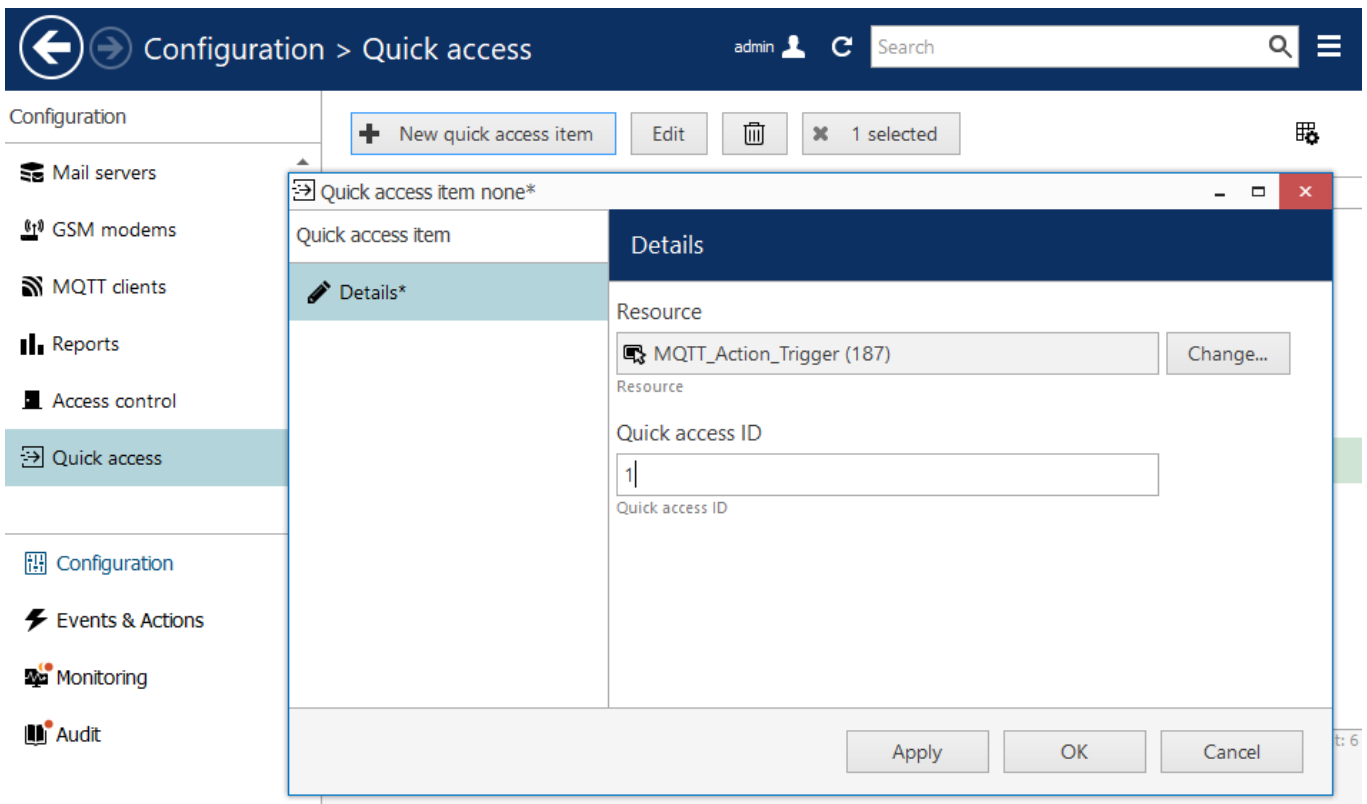 Configuration > Quick access
admin
Search
Configuration
Mail servers
GSM modems
MQTT clients
Reports
Access control
Quick access
Configuration
Events & Actions
Monitoring
Audit
New quick access item
Edit
1 selected
Quick access item none*
Quick access item
Details*
Details
Resource
MQTT_Action_Trigger (187)
Change...
Resource
Quick access ID
1
Quick access ID
Apply
OK
Cancel
t: 6